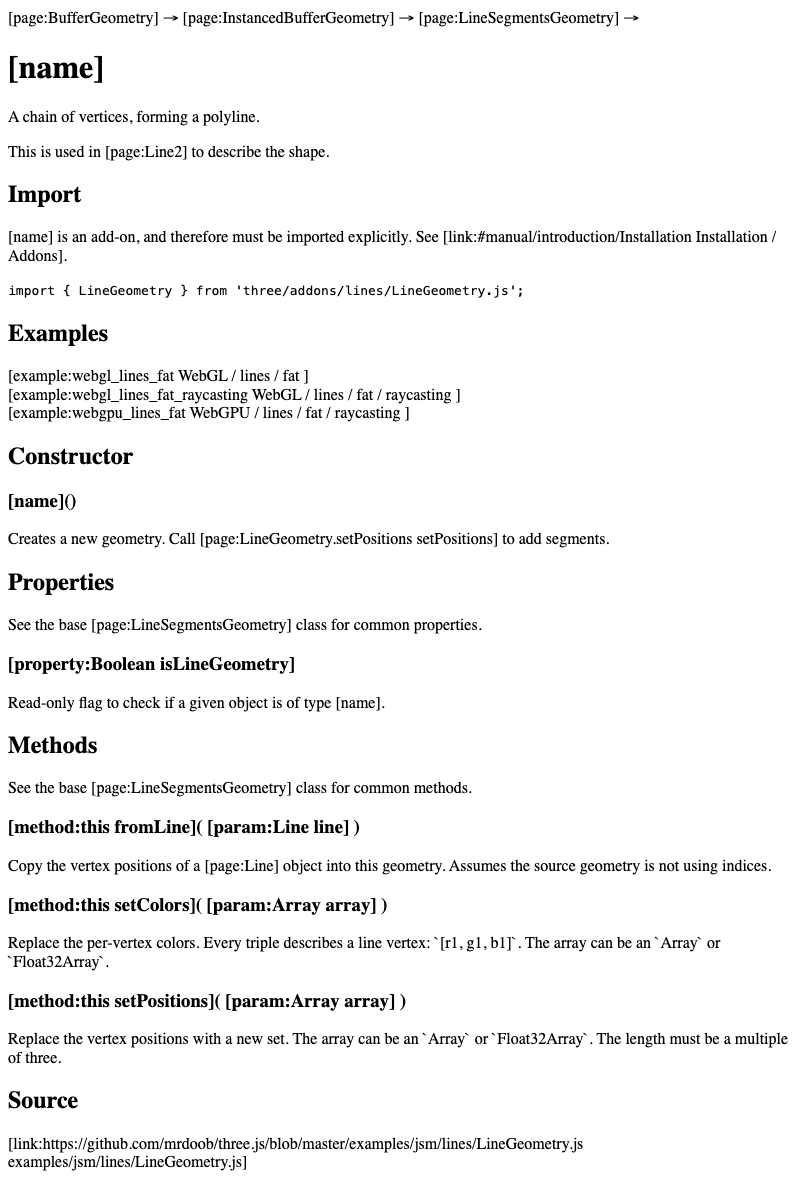 [page:BufferGeometry] → [page:InstancedBufferGeometry] → [page:LineSegmentsGeometry] →
[name]
A chain of vertices, forming a polyline.
This is used in [page:Line2] to describe the shape.
Import
[name] is an add-on, and therefore must be imported explicitly. See [link:#manual/introduction/Installation Installation /
Addons].
import { LineGeometry } from 'three/addons/lines/LineGeometry.js';
Examples
[example:webgl_lines_fat WebGL / lines / fat ]
[example:webgl_lines_fat_raycasting WebGL / lines / fat / raycasting ]
[example:webgpu_lines_fat WebGPU / lines / fat / raycasting ]
Constructor
[name]()
Creates a new geometry. Call [page:LineGeometry.setPositions setPositions] to add segments.
Properties
See the base [page:LineSegmentsGeometry] class for common properties.
[property:Boolean isLineGeometry]
Read-only flag to check if a given object is of type [name].
Methods
See the base [page:LineSegmentsGeometry] class for common methods.
[method:this fromLine]( [param:Line line] )
Copy the vertex positions of a [page:Line] object into this geometry. Assumes the source geometry is not using indices.
[method:this setColors]( [param:Array array] )
Replace the per-vertex colors. Every triple describes a line vertex: `[r1, g1, b1]`. The array can be an `Array` or
`Float32Array`.
[method:this setPositions]( [param:Array array] )
Replace the vertex positions with a new set. The array can be an `Array` or `Float32Array`. The length must be a multiple
of three.
Source
[link:https://github.com/mrdoob/three.js/blob/master/examples/jsm/lines/LineGeometry.js
examples/jsm/lines/LineGeometry.js]